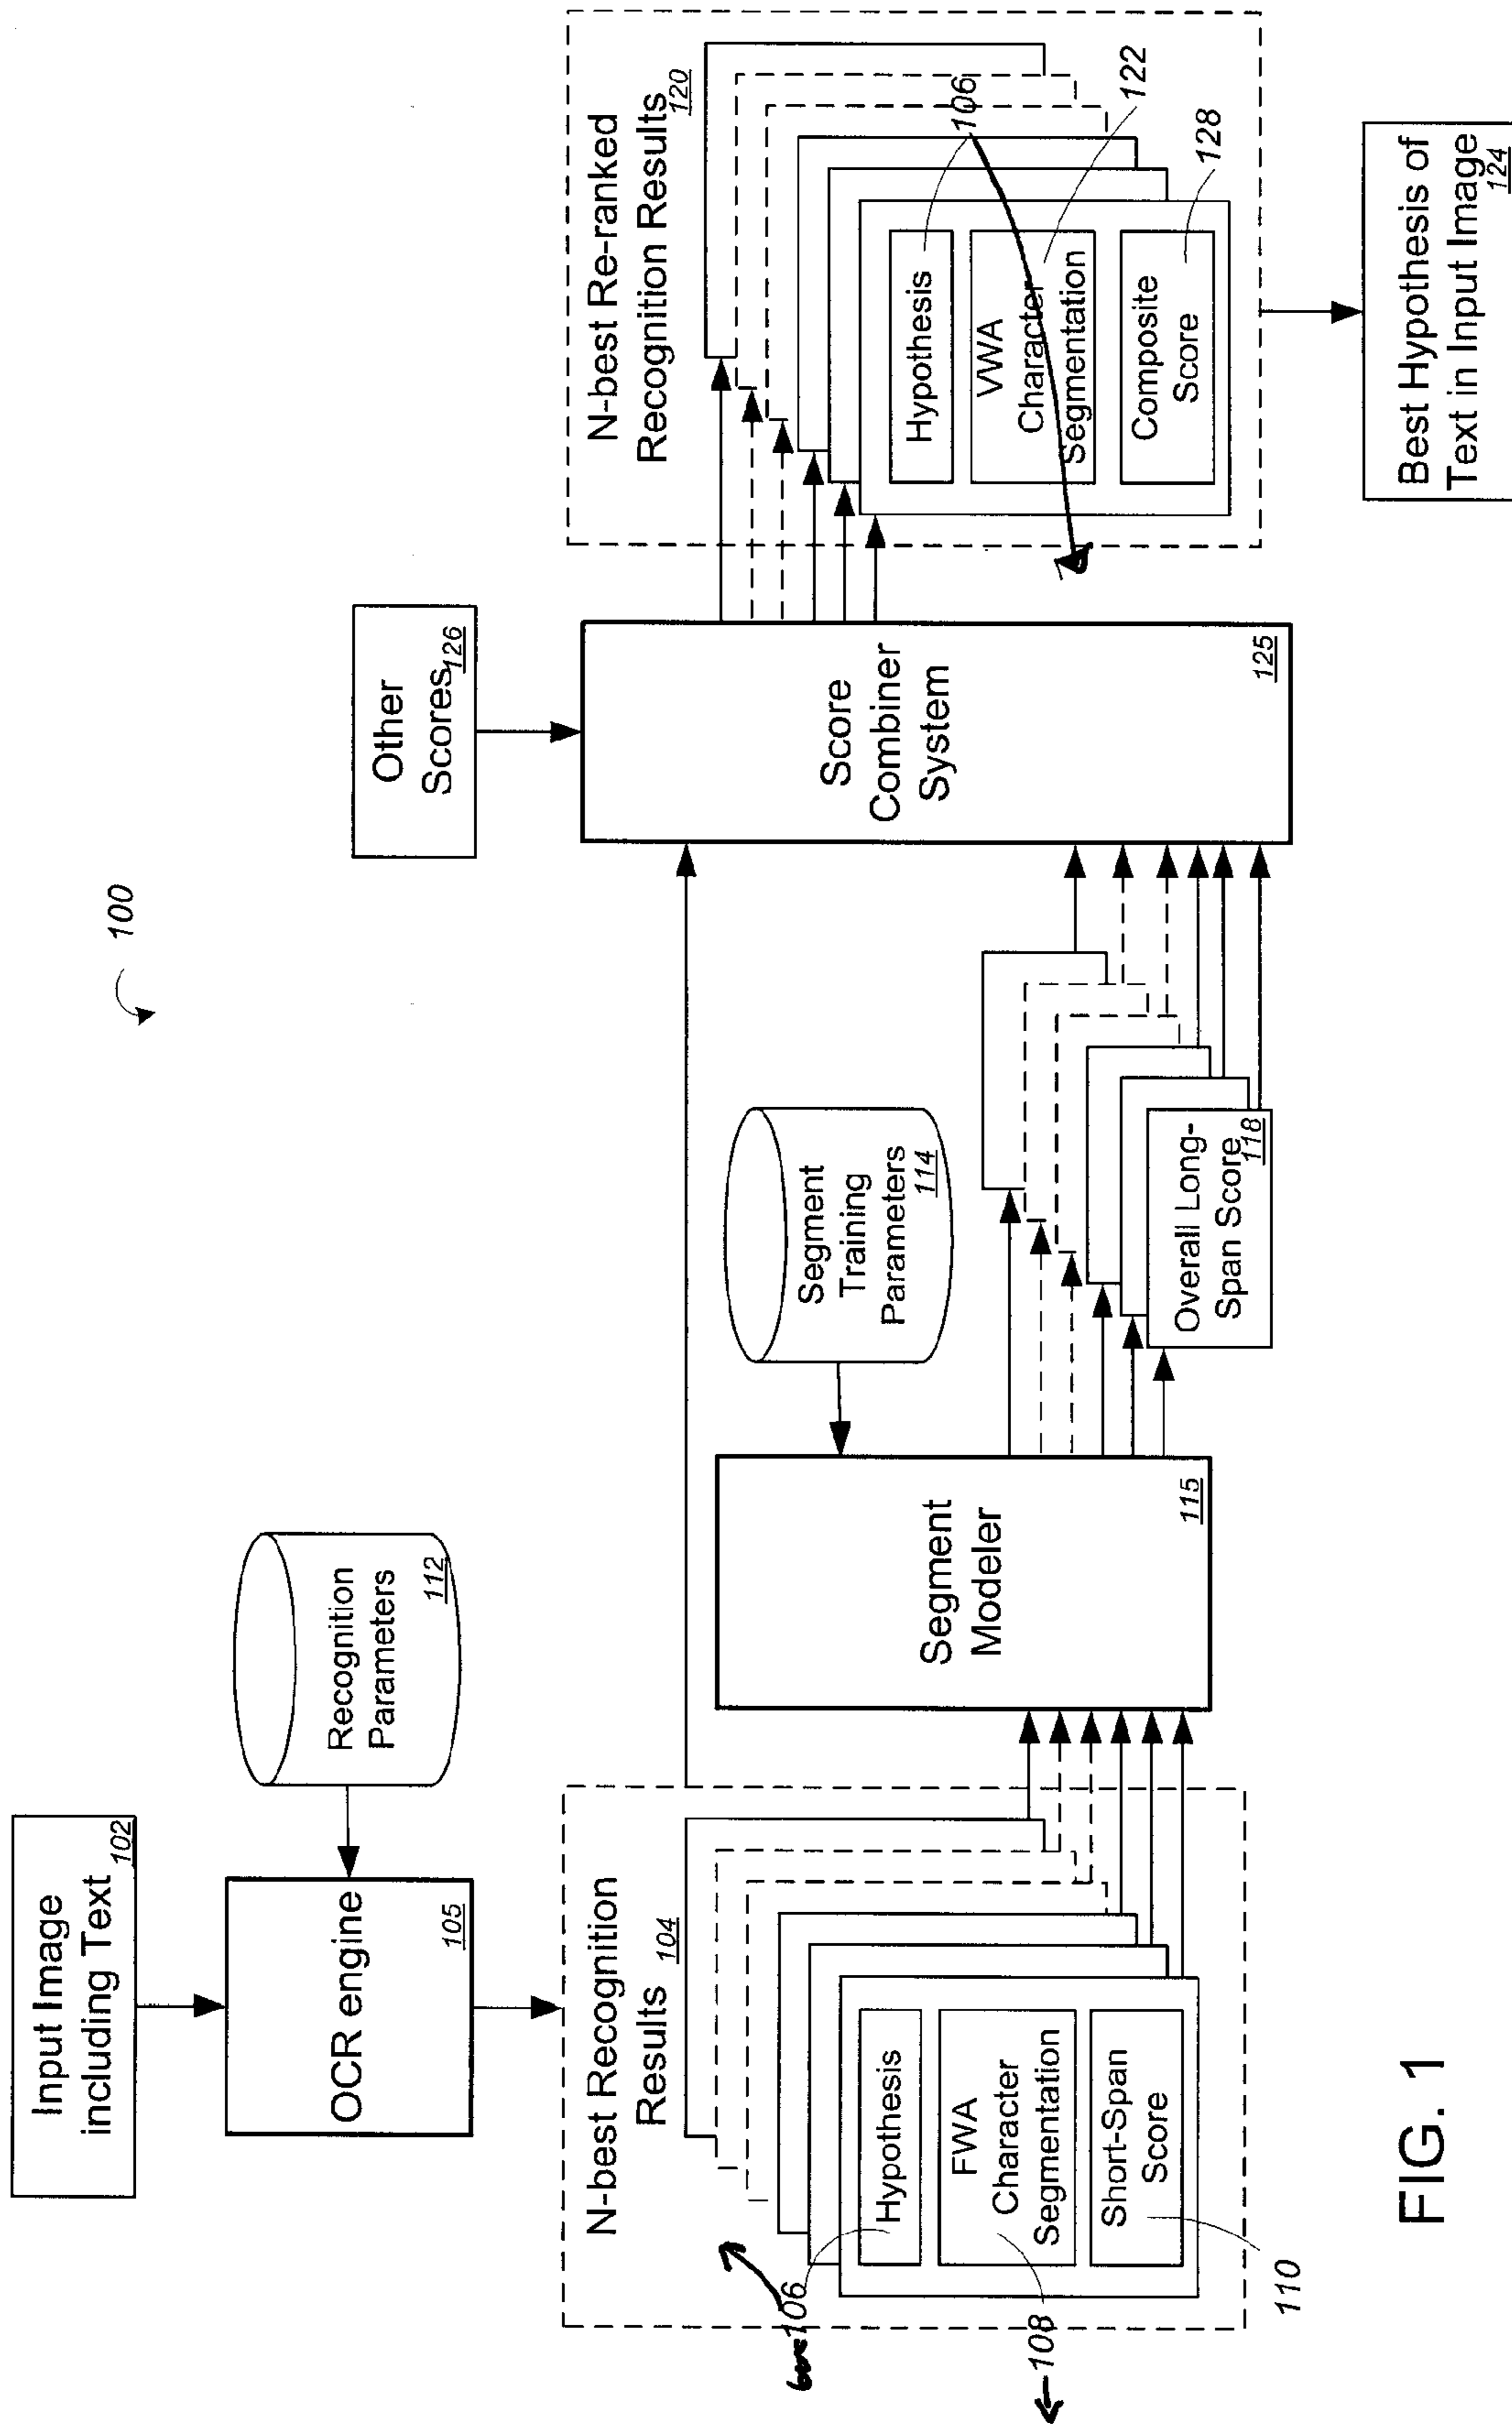 100
Input Image
including Text
102
OCR engine
105
Recognition
Parameters
112
N-best Recognition
Results
104
Hypothesis
106
FWA
Character
Segmentation
108
Short-Span
Score
110
Segment
Modeler
115
Segment
Training
Parameters
114
Overall Long-
Span Score
118
Other
Scores
126
Score
Combiner
System
125
N-best Re-ranked
Recognition Results
120
Hypothesis
106
VWA
Character
Segmentation
122
Composite
Score
128
Best Hypothesis of
Text in Input Image
124
FIG. 1